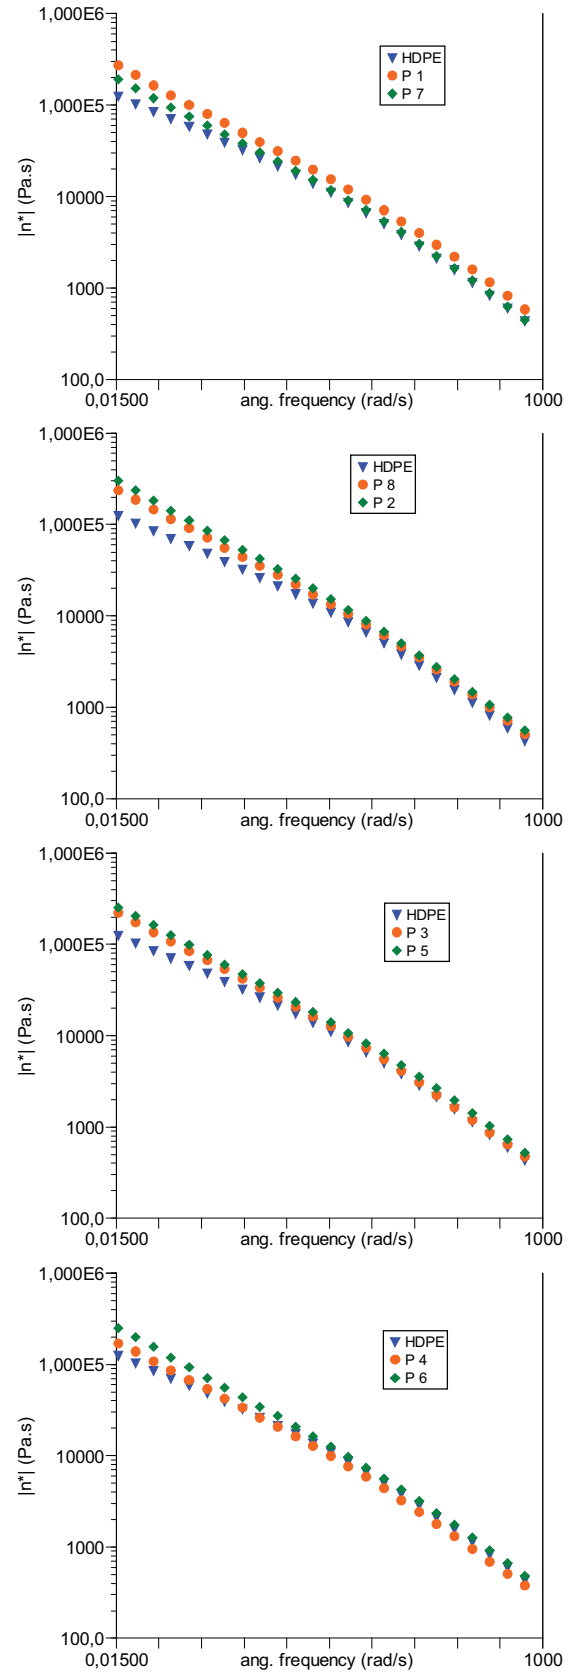 1,000E6
HDPE
P 1
P 7
1,000E5
|n*| (Pa.s)
10000
1000
100,0
0,01500
ang. frequency (rad/s)
1000
1,000E6
HDPE
P 8
P 2
1,000E5
|n*| (Pa.s)
10000
1000
100,0
0,01500
ang. frequency (rad/s)
1000
1,000E6
HDPE
P 3
P 5
1,000E5
|n*| (Pa.s)
10000
1000
100,0
0,01500
ang. frequency (rad/s)
1000
1,000E6
HDPE
P 4
P 6
1,000E5
|n*| (Pa.s)
10000
1000
100,0
0,01500
ang. frequency (rad/s)
1000